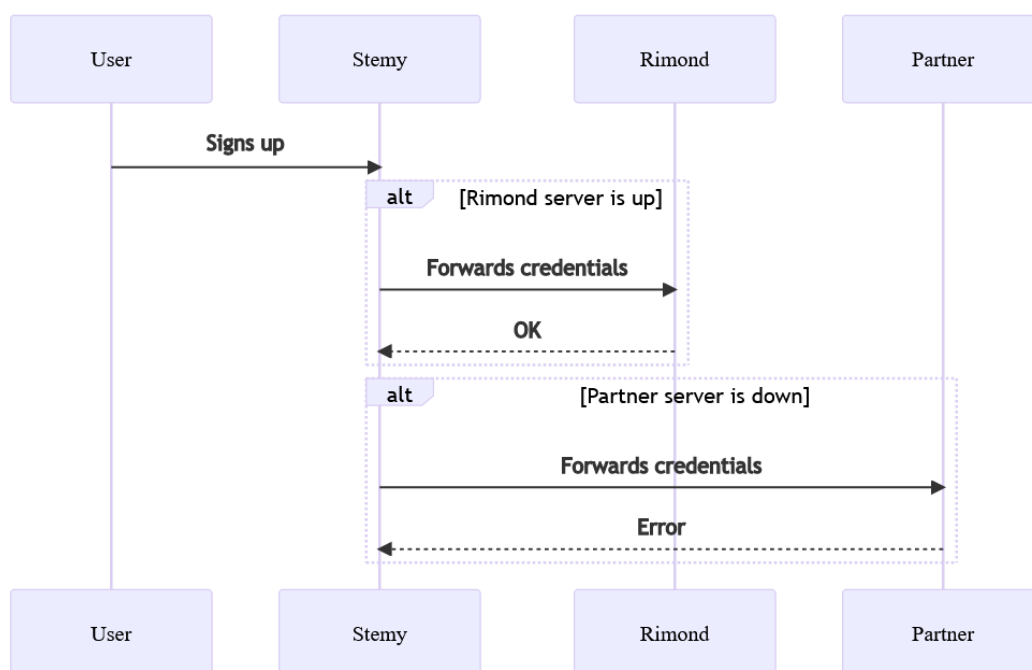 User
Stemy
Rimond
Partner
Signs up
alt
[Rimond server is up]
Forwards credentials
OK
alt
[Partner server is down]
Forwards credentials
Error
User
Stemy
Rimond
Partner